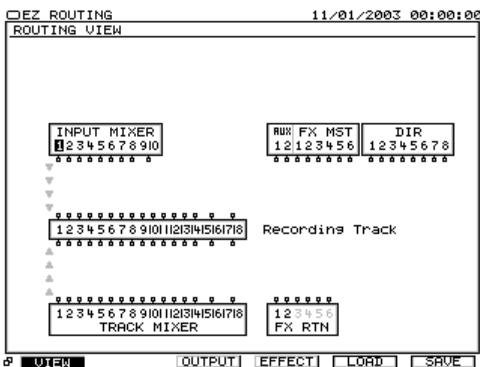 EZ ROUTING 11/01/2003 00:00:00
ROUTING VIEW
INPUT MIXER AUX FX MST DIR
12345678910 12 123456 12345678
123456789101112131415161718 Recording Track
123456789101112131415161718 123456
TRACK MIXER FX RTN
VIEW OUTPUT EFFECT LOAD SAVE